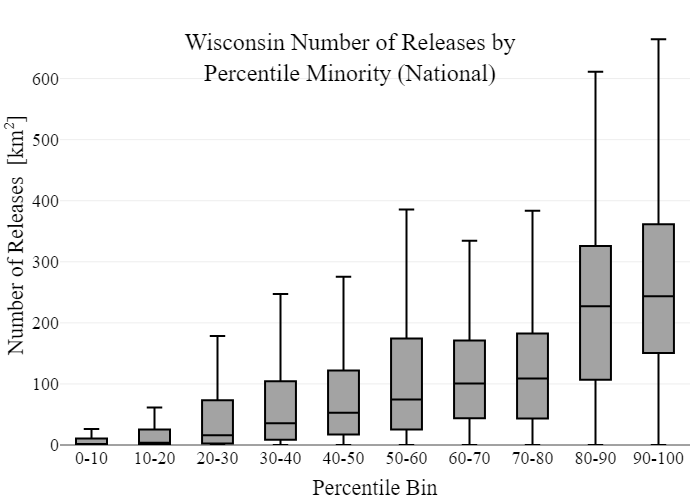 Wisconsin Number of Releases by
Percentile Minority (National)
Number of Releases [km²]
600
500
400
300
200
100
0
0-10 10-20 20-30 30-40 40-50 50-60 60-70 70-80 80-90 90-100
Percentile Bin